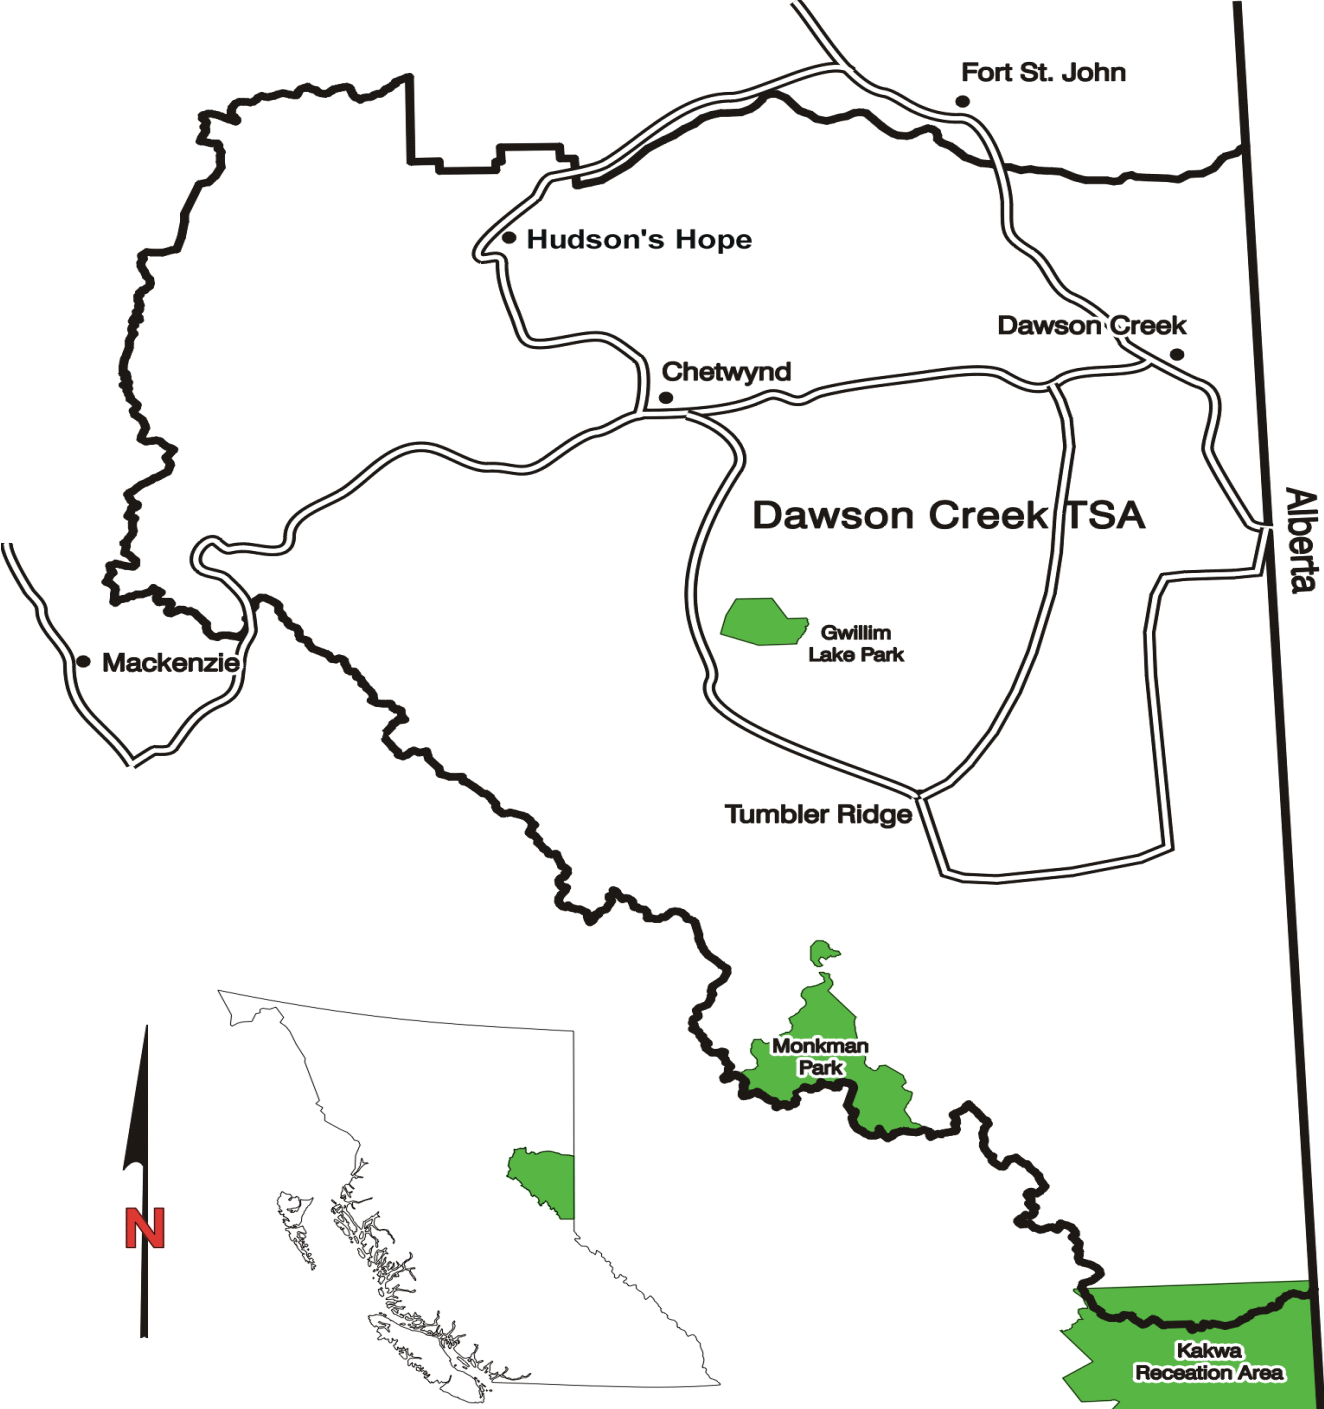 Fort St. John
Hudson's Hope
Dawson Creek
Chetwynd
Dawson Creek TSA
Alberta
Gwillim
Lake Park
Mackenzie
Tumbler Ridge
Monkman
Park
N
Kakwa
Receation Area